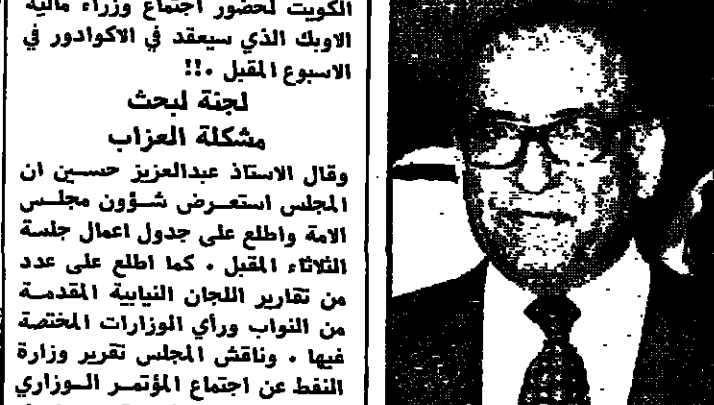 الكويت لحضور اجتماع وزراء مالية
الاوبك الذي سيعقد في الاكوادور في
الاسبوع المقبل .!!
لجنة لبحث
مشكلة العزاب
وقال الاستاذ عبدالعزيز حسين ان
المجلس استعرض شؤون مجلس
الامة واطلع على جدول اعمال جلسة
الثلاثاء المقبل . كما اطلع على عدد
من تقارير اللجان النيابية المقدمة
من النواب ورأي الوزارات المختصة
فيها . وناقش المجلس تقرير وزارة
النفط عن اجتماع المؤتمر الوزاري